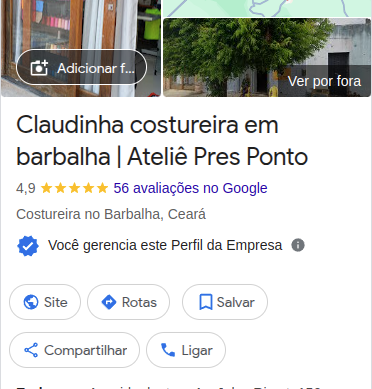 Adicionar f...
Ver por fora
Claudinha costureira em
barbalha | Ateliê Pres Ponto
4,9 56 avaliações no Google
Costureira no Barbalha, Ceará
Você gerencia este Perfil da Empresa
Site Rotas Salvar
Compartilhar Ligar